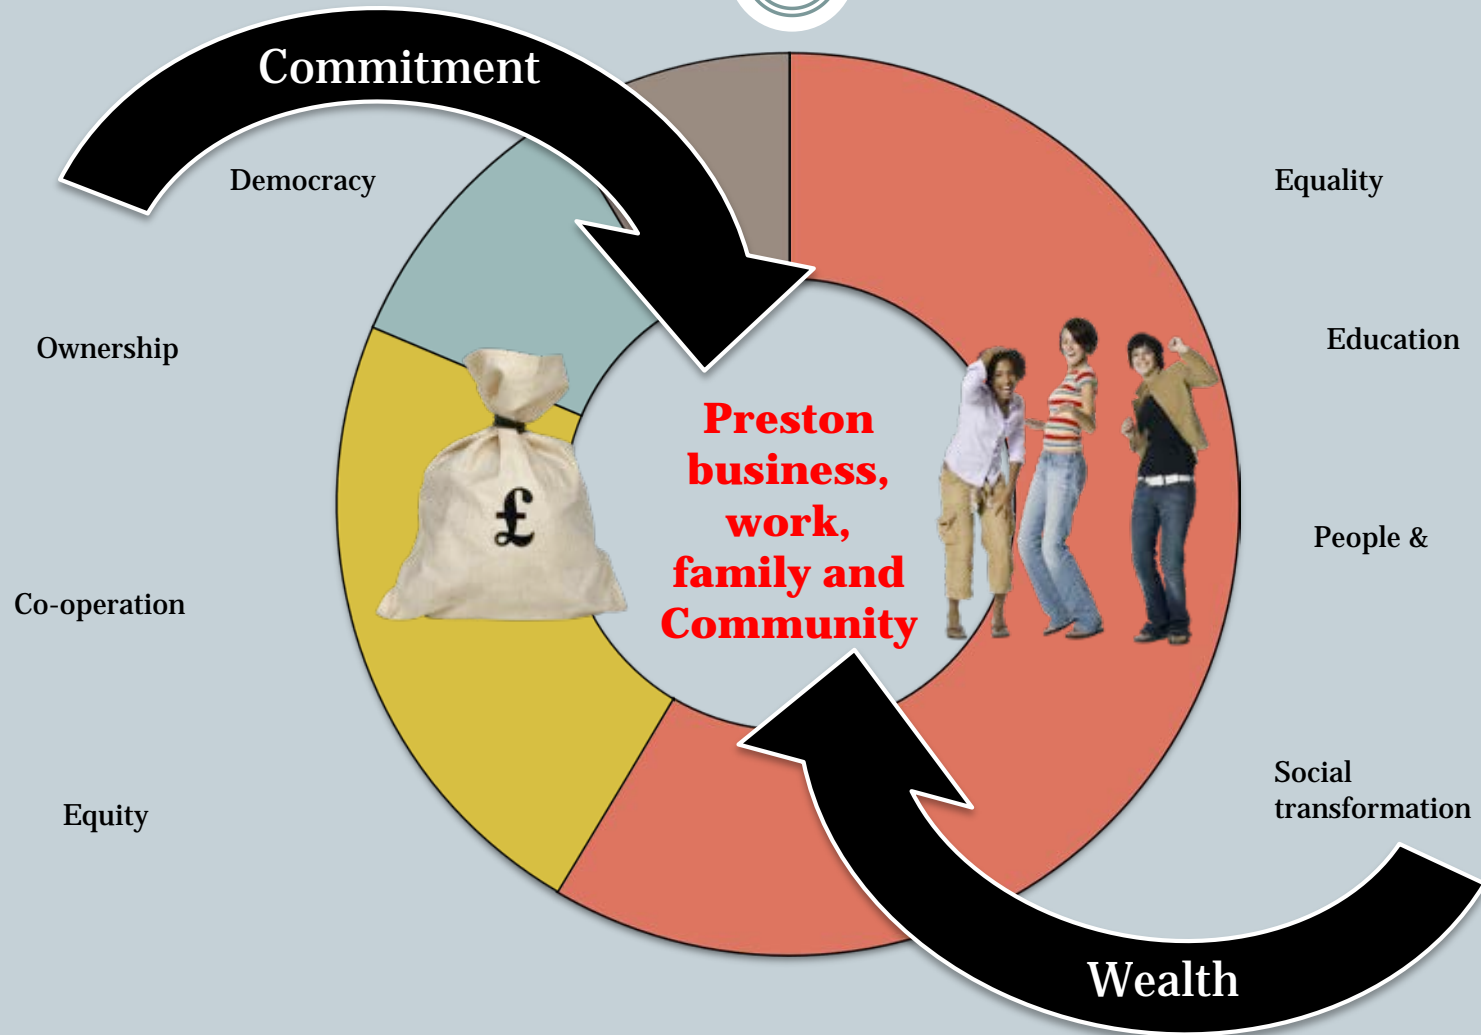 Commitment
Democracy
Equality
Ownership
Education
£
Preston
business,
work,
family and
Community
People &
Co-operation
Equity
Social
transformation
Wealth